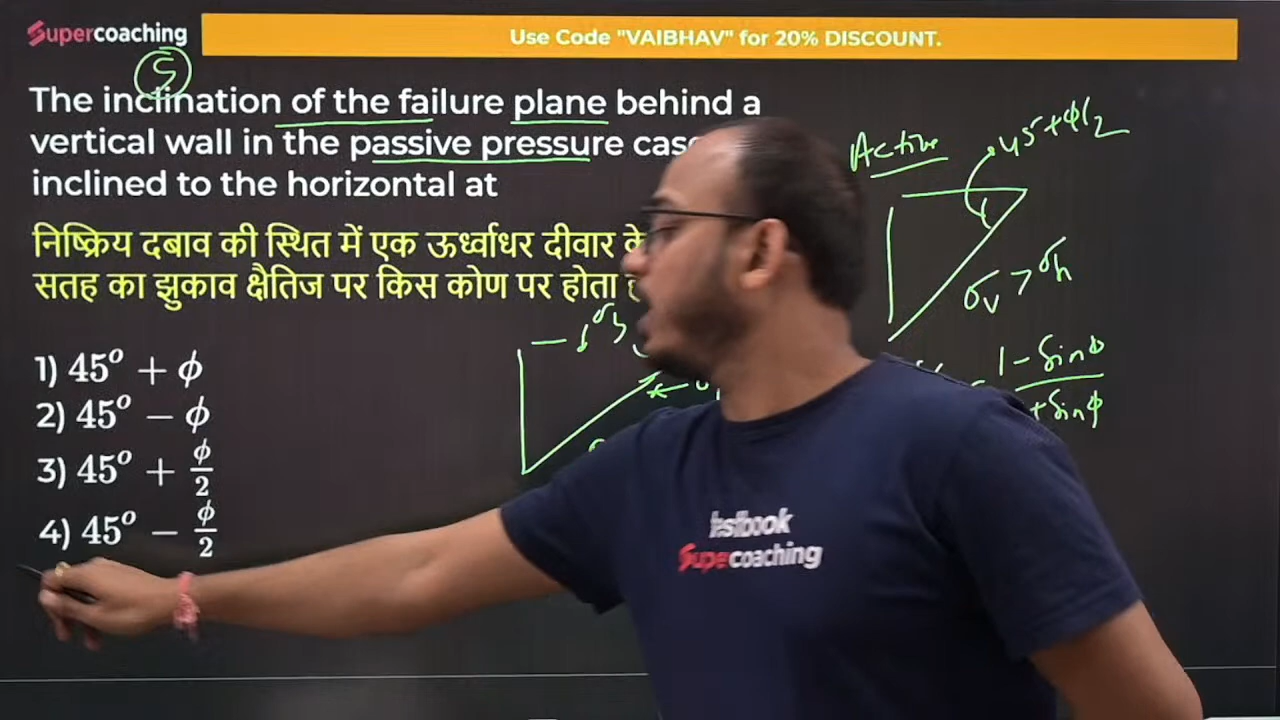 Supercoaching
Use Code "VAIBHAV" for 20% DISCOUNT.
5
The inclination of the failure plane behind a
vertical wall in the passive pressure case
inclined to the horizontal at
निष्क्रिय दबाव की स्थित में एक ऊर्ध्वाधर दीवार के
सतह का झुकाव क्षैतिज पर किस कोण पर होता
1) 45° + ϕ
2) 45° − ϕ
3) 45° + ϕ/2
4) 45° − ϕ/2
Active
45+ϕ/2
σv > σh
1 − sinϕ
+ sinϕ
testbook
Supercoaching